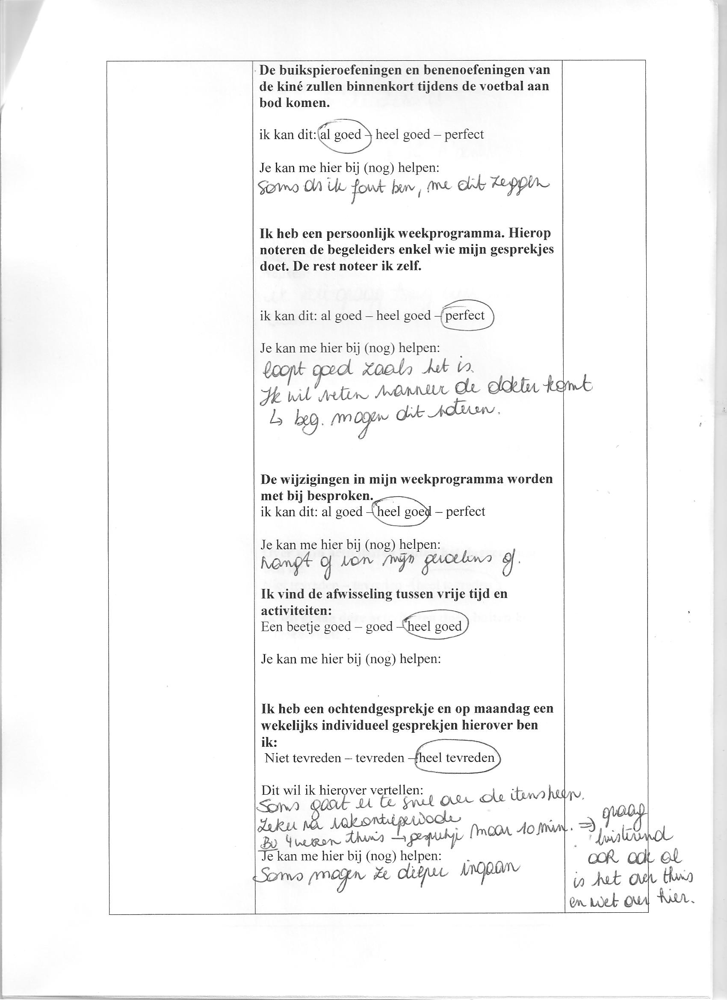 De buikspieroefeningen en benenoefeningen van
de kiné zullen binnenkort tijdens de voetbal aan
bod komen.
ik kan dit: al goed – heel goed – perfect
Je kan me hier bij (nog) helpen:
Soms als ik fout ben, me dit zeggen
Ik heb een persoonlijk weekprogramma. Hierop
noteren de begeleiders enkel wie mijn gesprekjes
doet. De rest noteer ik zelf.
ik kan dit: al goed – heel goed – perfect
Je kan me hier bij (nog) helpen:
loopt goed zoals het is.
Ik wil weten wanneer de dokter komt
↳ beg. mogen dit noteren.
De wijzigingen in mijn weekprogramma worden
met bij besproken.
ik kan dit: al goed – heel goed – perfect
Je kan me hier bij (nog) helpen:
hangt af van mijn gevoelens af.
Ik vind de afwisseling tussen vrije tijd en
activiteiten:
Een beetje goed – goed – heel goed
Je kan me hier bij (nog) helpen:
Ik heb een ochtendgesprekje en op maandag een
wekelijks individueel gesprekjen hierover ben
ik:
Niet tevreden – tevreden – heel tevreden
Dit wil ik hierover vertellen:
Soms gaat er te snel over de items heen.
Zeker na vakantieperiode
Bv 4 weken thuis → gesprekje maar 10 min. ⇒ graag
luisterend
oor ook al
is het over thuis
en niet over hier.
Je kan me hier bij (nog) helpen:
Soms mogen ze dieper ingaan